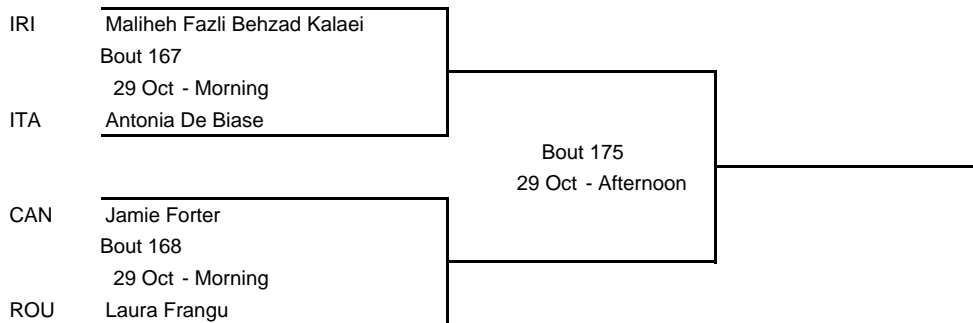 IRI Maliheh Fazli Behzad Kalaei
Bout 167
29 Oct - Morning
ITA Antonia De Biase
Bout 175
29 Oct - Afternoon
CAN Jamie Forter
Bout 168
29 Oct - Morning
ROU Laura Frangu